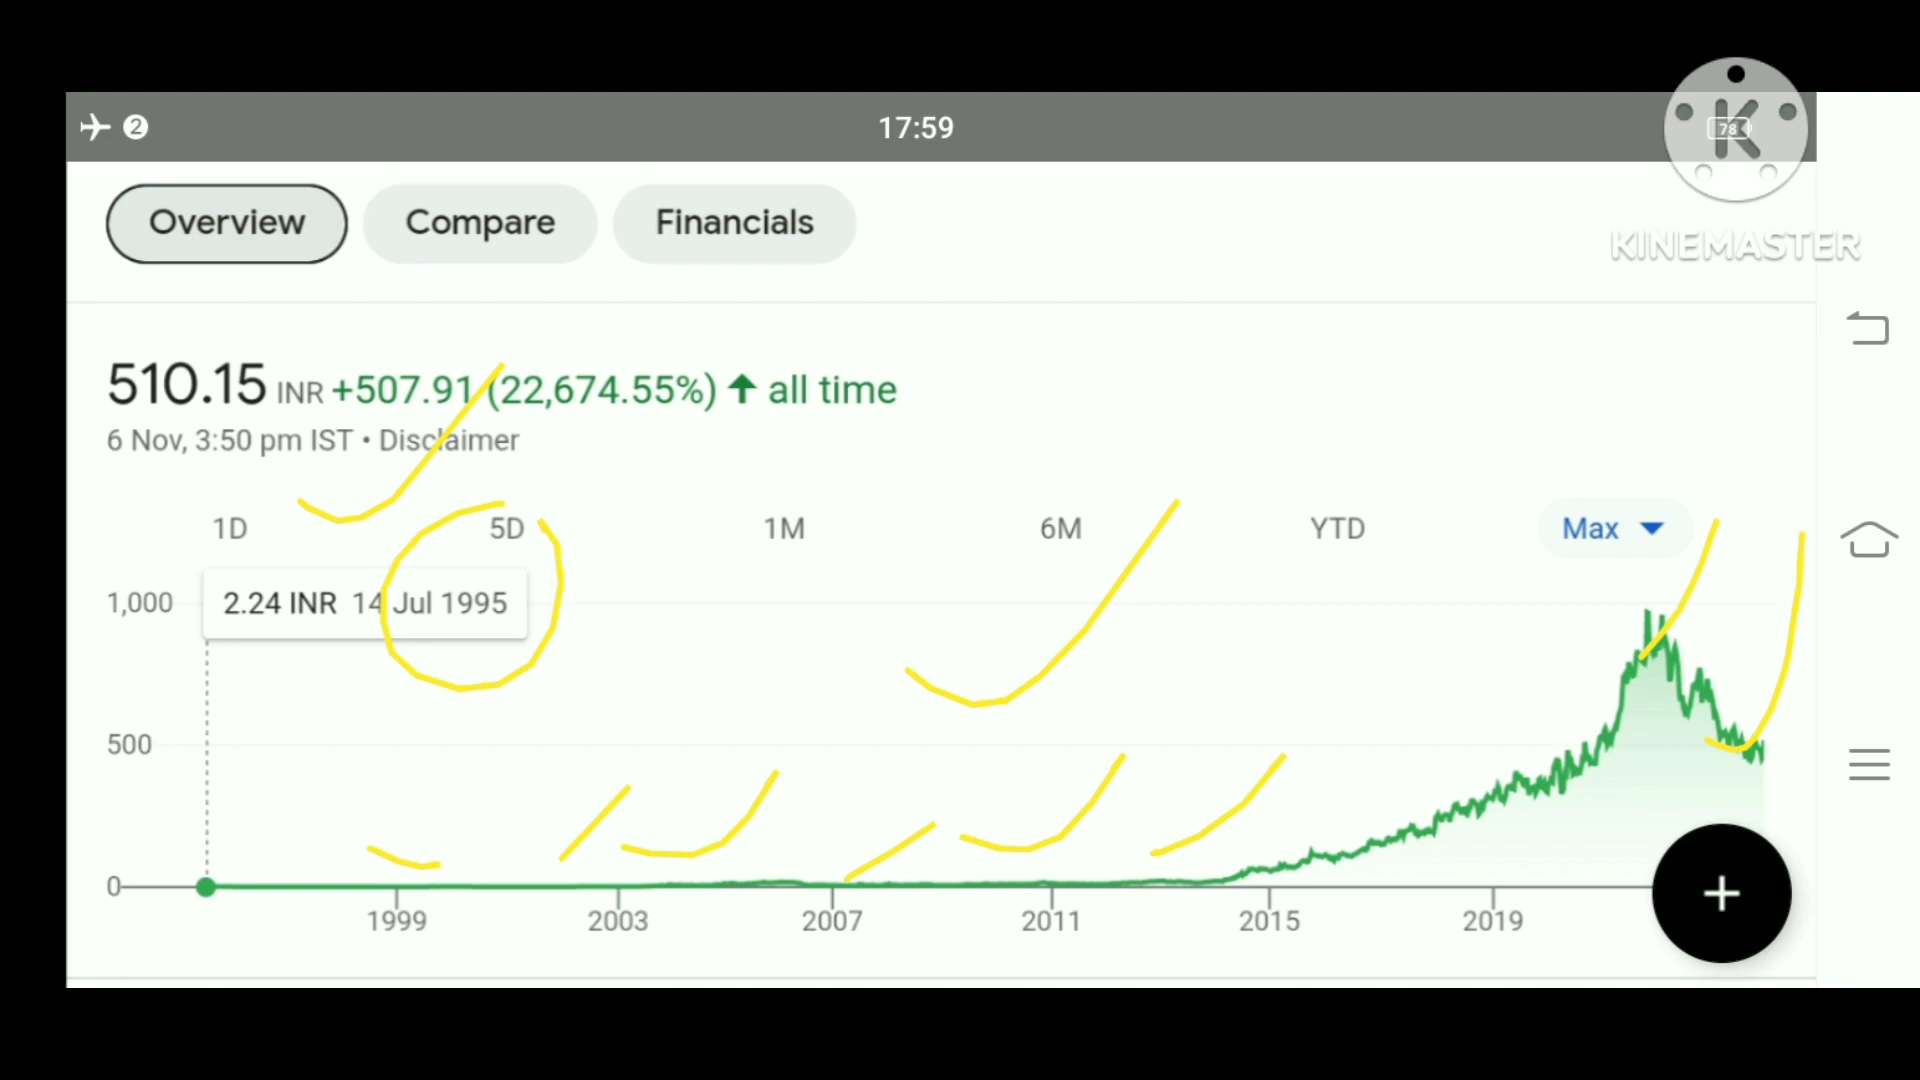 2 17:59 78
K
KINEMASTER
Overview Compare Financials
510.15 INR +507.91 (22,674.55%) all time
6 Nov, 3:50 pm IST • Disclaimer
1D 5D 1M 6M YTD Max
1,000
2.24 INR 14 Jul 1995
500
0
1999 2003 2007 2011 2015 2019